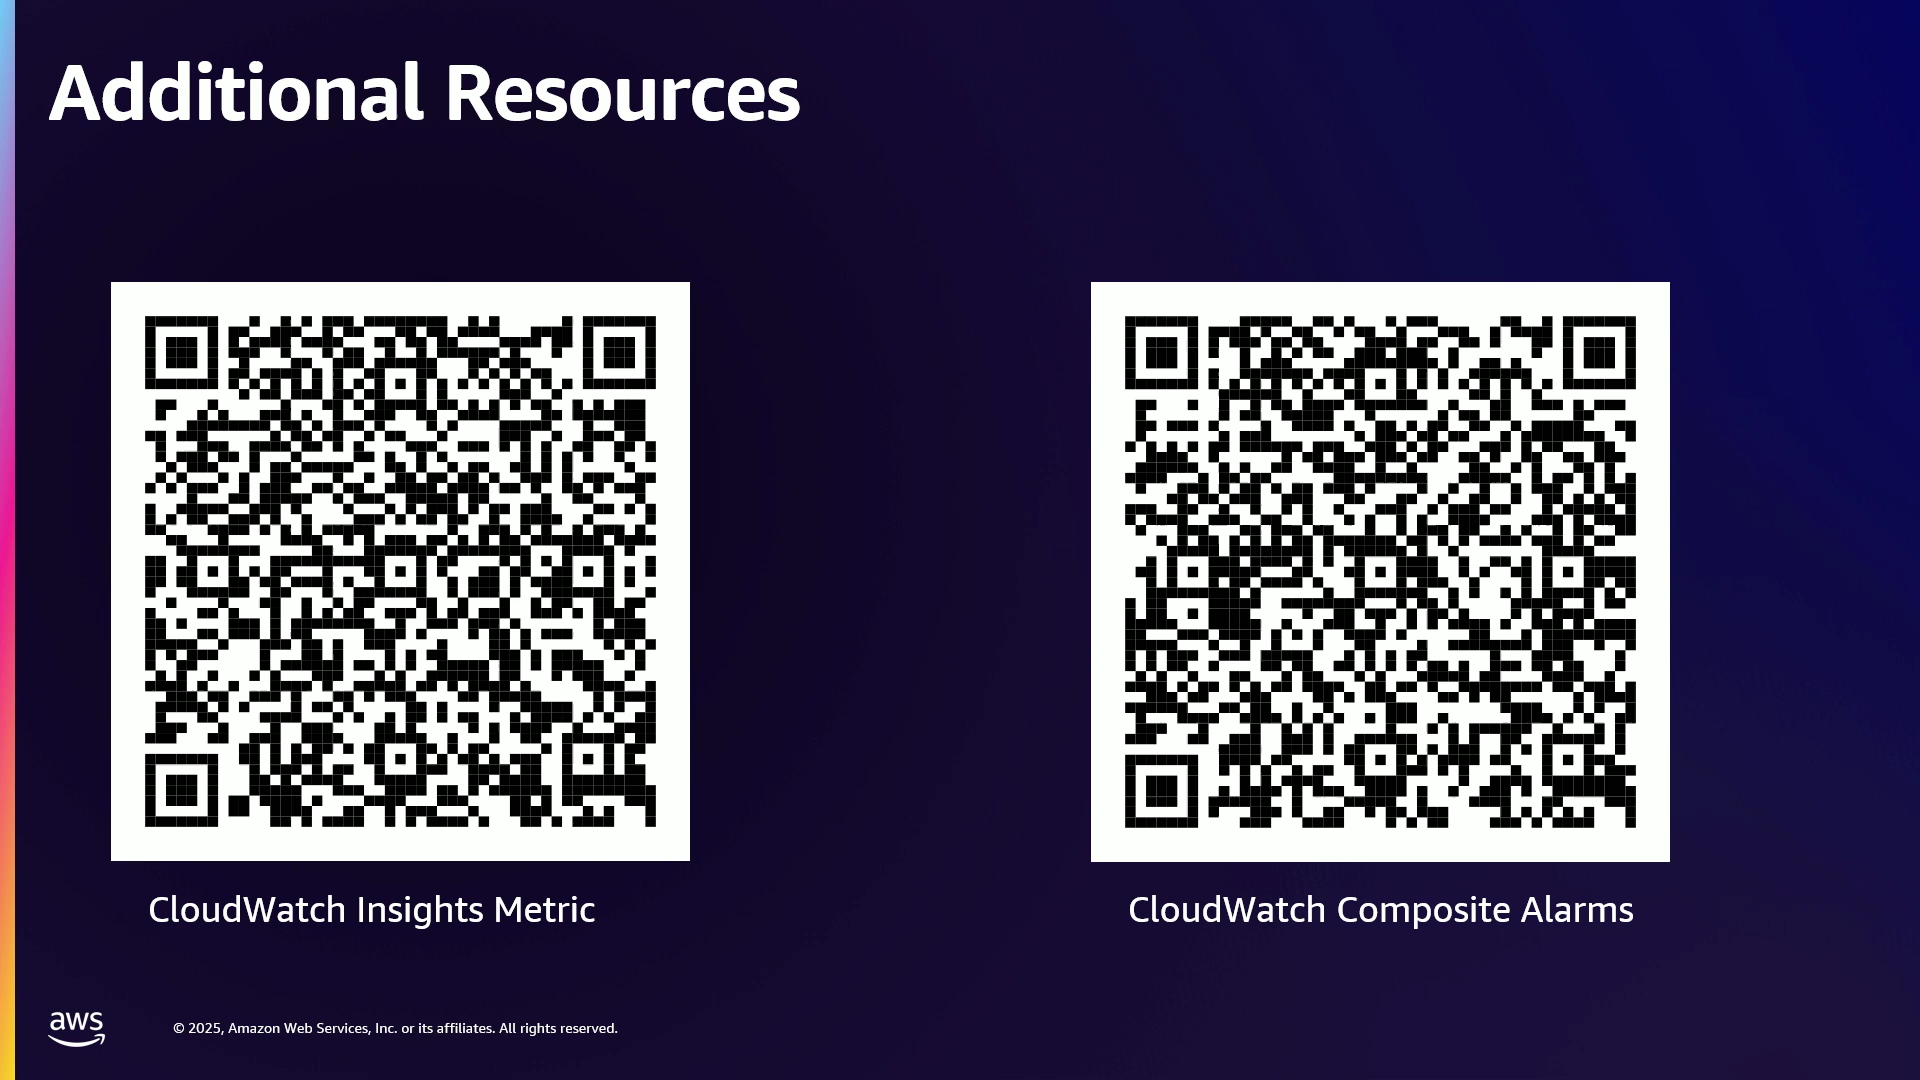 Additional Resources
CloudWatch Insights Metric
CloudWatch Composite Alarms
aws
© 2025, Amazon Web Services, Inc. or its affiliates. All rights reserved.